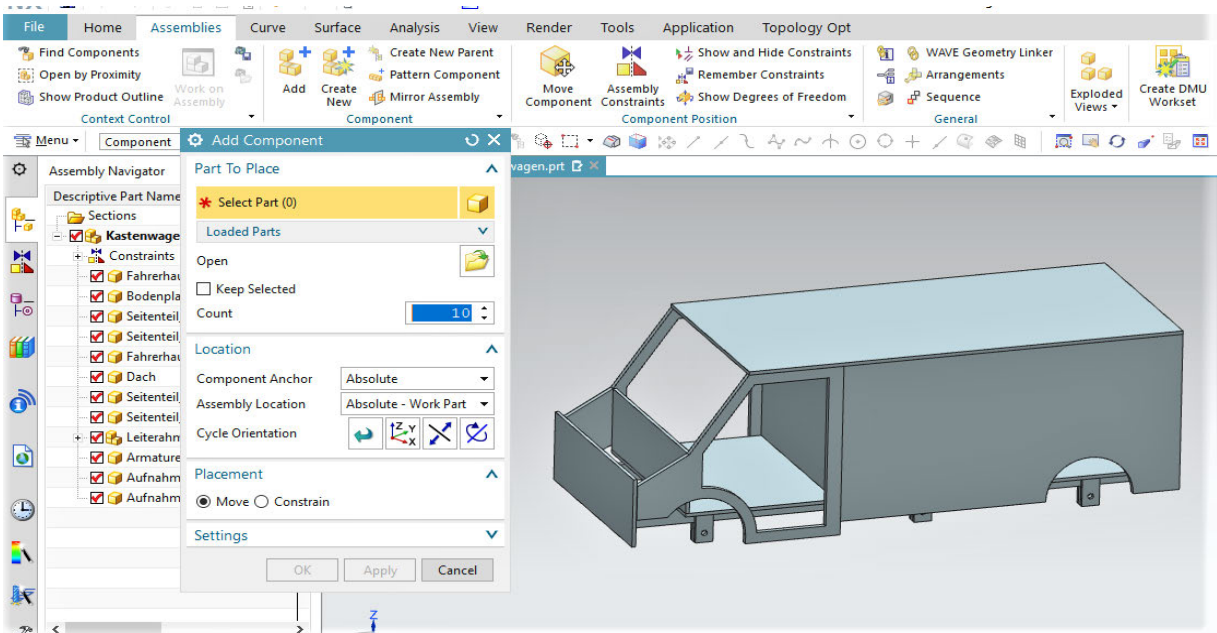 File Home Assemblies Curve Surface Analysis View Render Tools Application Topology Opt
Find Components
Open by Proximity
Show Product Outline
Work on Assembly
Context Control
Add
Create New
Create New Parent
Pattern Component
Mirror Assembly
Component
Move Component
Assembly Constraints
Show and Hide Constraints
Remember Constraints
Show Degrees of Freedom
Component Position
WAVE Geometry Linker
Arrangements
Sequence
General
Exploded Views
Create DMU Workset
Menu
Component
Add Component
wagen.prt
Assembly Navigator
Descriptive Part Name
Sections
Kastenwage
Constraints
Fahrerhau
Bodenpla
Seitenteil
Seitenteil
Fahrerhau
Dach
Seitenteil
Seitenteil
Leiterahn
Armature
Aufnahm
Aufnahm
Part To Place
* Select Part (0)
Loaded Parts
Open
Keep Selected
Count 10
Location
Component Anchor Absolute
Assembly Location Absolute - Work Part
Cycle Orientation
Z Y X
Placement
Move Constrain
Settings
OK Apply Cancel
Z